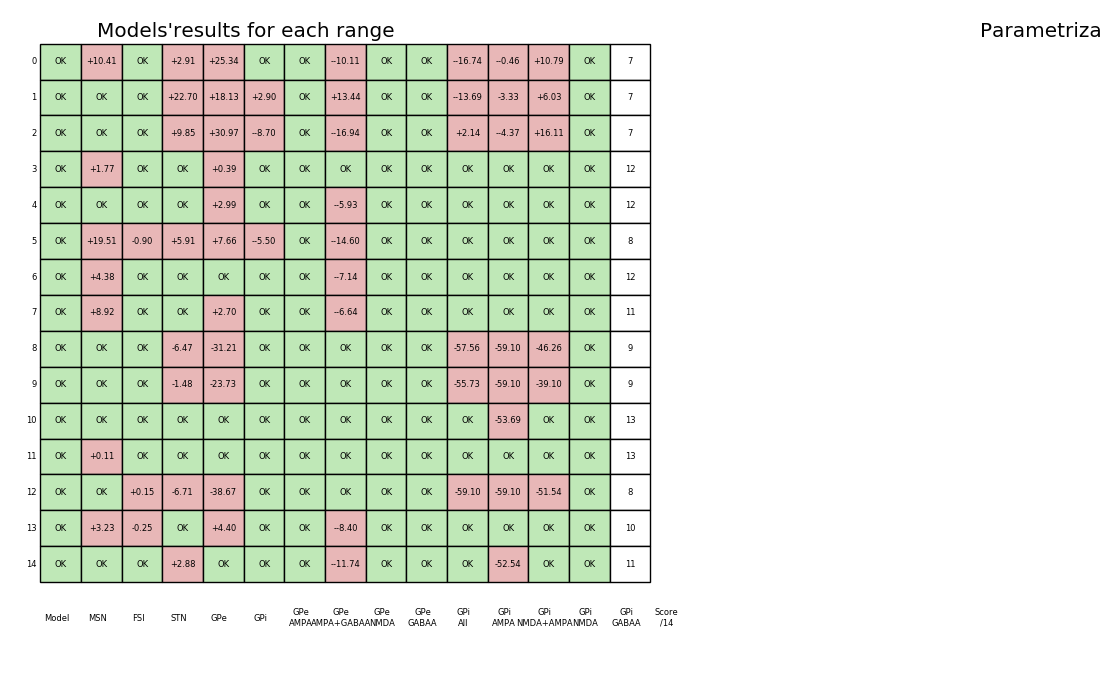 Models'results for each range Parametriza
0 OK +10.41 OK +2.91 +25.34 OK OK --10.11 OK OK --16.74 --0.46 +10.79 OK 7
1 OK OK OK +22.70 +18.13 +2.90 OK +13.44 OK OK --13.69 -3.33 +6.03 OK 7
2 OK OK OK +9.85 +30.97 --8.70 OK --16.94 OK OK +2.14 --4.37 +16.11 OK 7
3 OK +1.77 OK OK +0.39 OK OK OK OK OK OK OK OK OK 12
4 OK OK OK OK +2.99 OK OK --5.93 OK OK OK OK OK OK 12
5 OK +19.51 -0.90 +5.91 +7.66 --5.50 OK --14.60 OK OK OK OK OK OK 8
6 OK +4.38 OK OK OK OK OK --7.14 OK OK OK OK OK OK 12
7 OK +8.92 OK OK +2.70 OK OK --6.64 OK OK OK OK OK OK 11
8 OK OK OK -6.47 -31.21 OK OK OK OK OK -57.56 -59.10 -46.26 OK 9
9 OK OK OK -1.48 -23.73 OK OK OK OK OK -55.73 -59.10 -39.10 OK 9
10 OK OK OK OK OK OK OK OK OK OK OK -53.69 OK OK 13
11 OK +0.11 OK OK OK OK OK OK OK OK OK OK OK OK 13
12 OK OK +0.15 -6.71 -38.67 OK OK OK OK OK -59.10 -59.10 -51.54 OK 8
13 OK +3.23 -0.25 OK +4.40 OK OK --8.40 OK OK OK OK OK OK 10
14 OK OK OK +2.88 OK OK OK --11.74 OK OK OK -52.54 OK OK 11
Model MSN FSI STN GPe GPi GPe GPe GPe GPe GPi GPi GPi GPi GPi Score
AMPA AMPA+GABAA NMDA GABAA All AMPA NMDA+AMPA NMDA GABAA /14